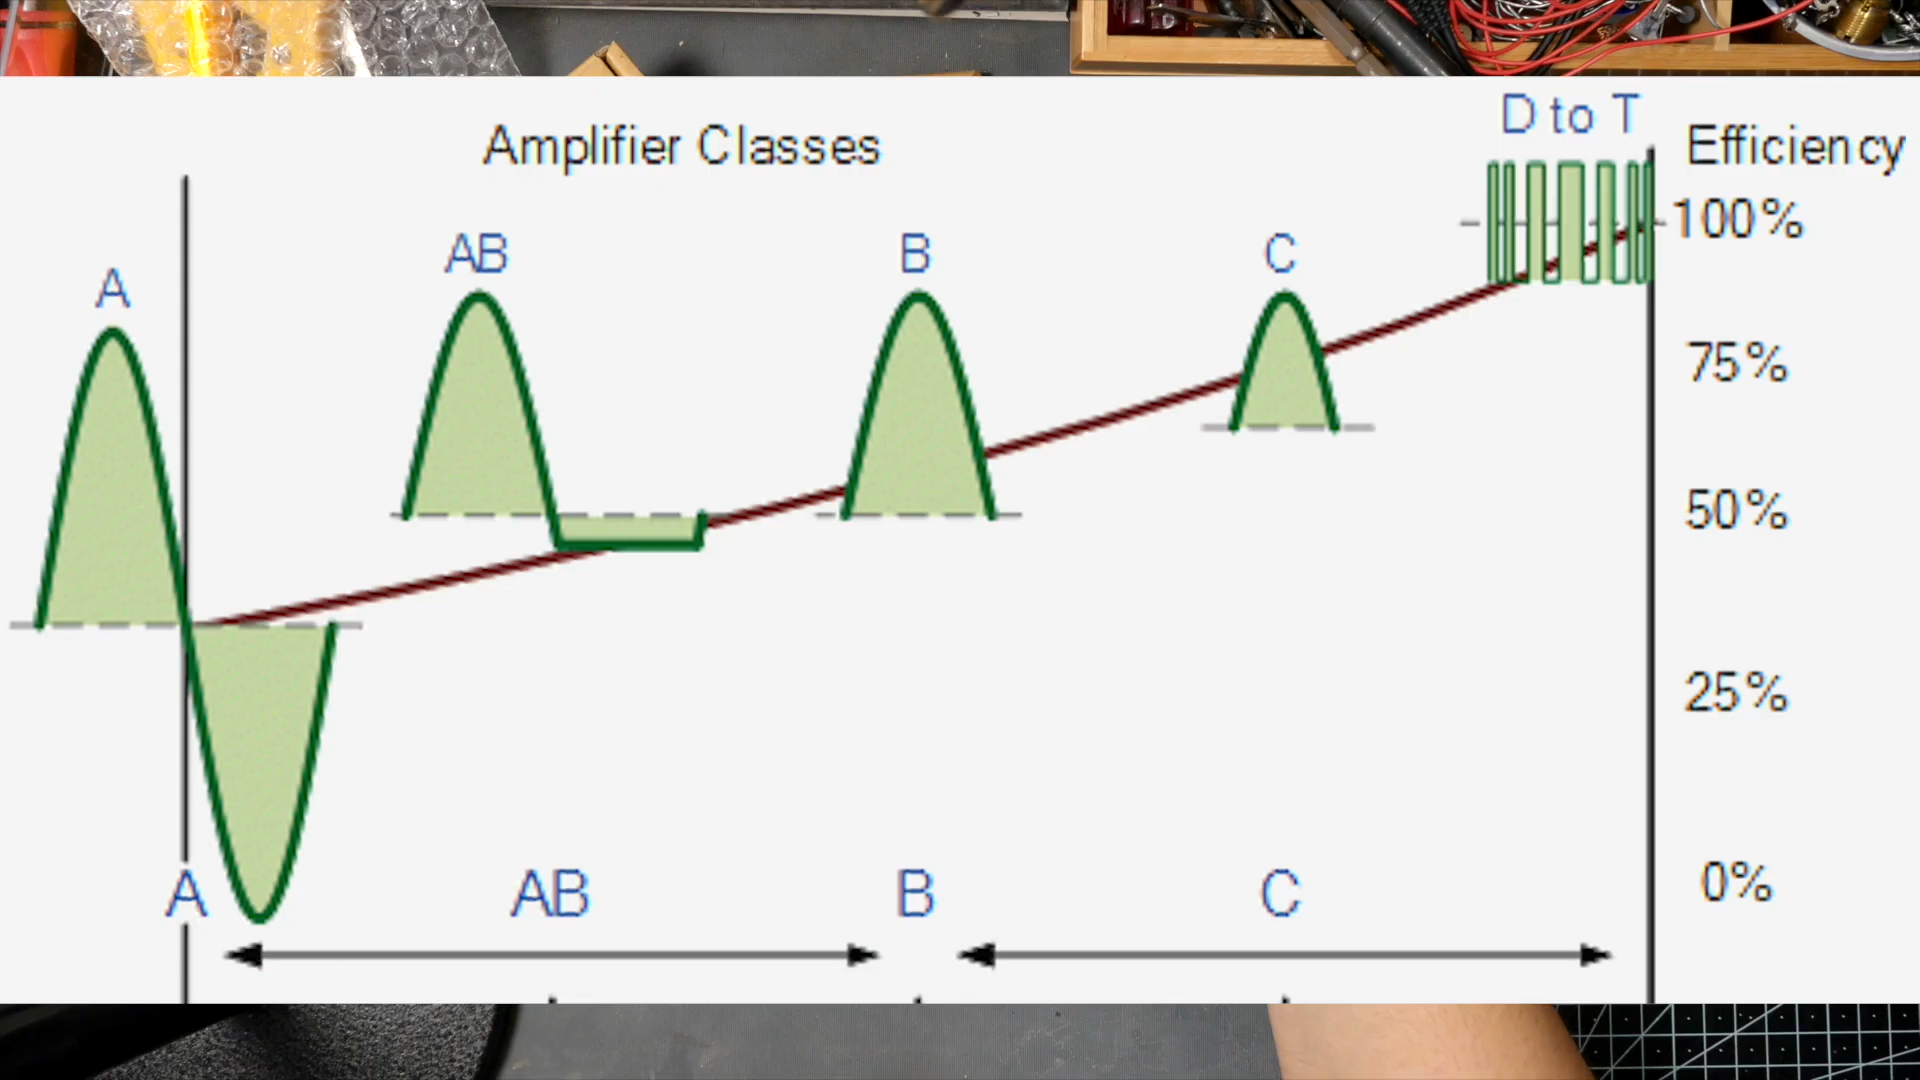 D to T
Amplifier Classes
Efficiency
100%
AB
B
C
A
75%
50%
25%
0%
A
AB
B
C